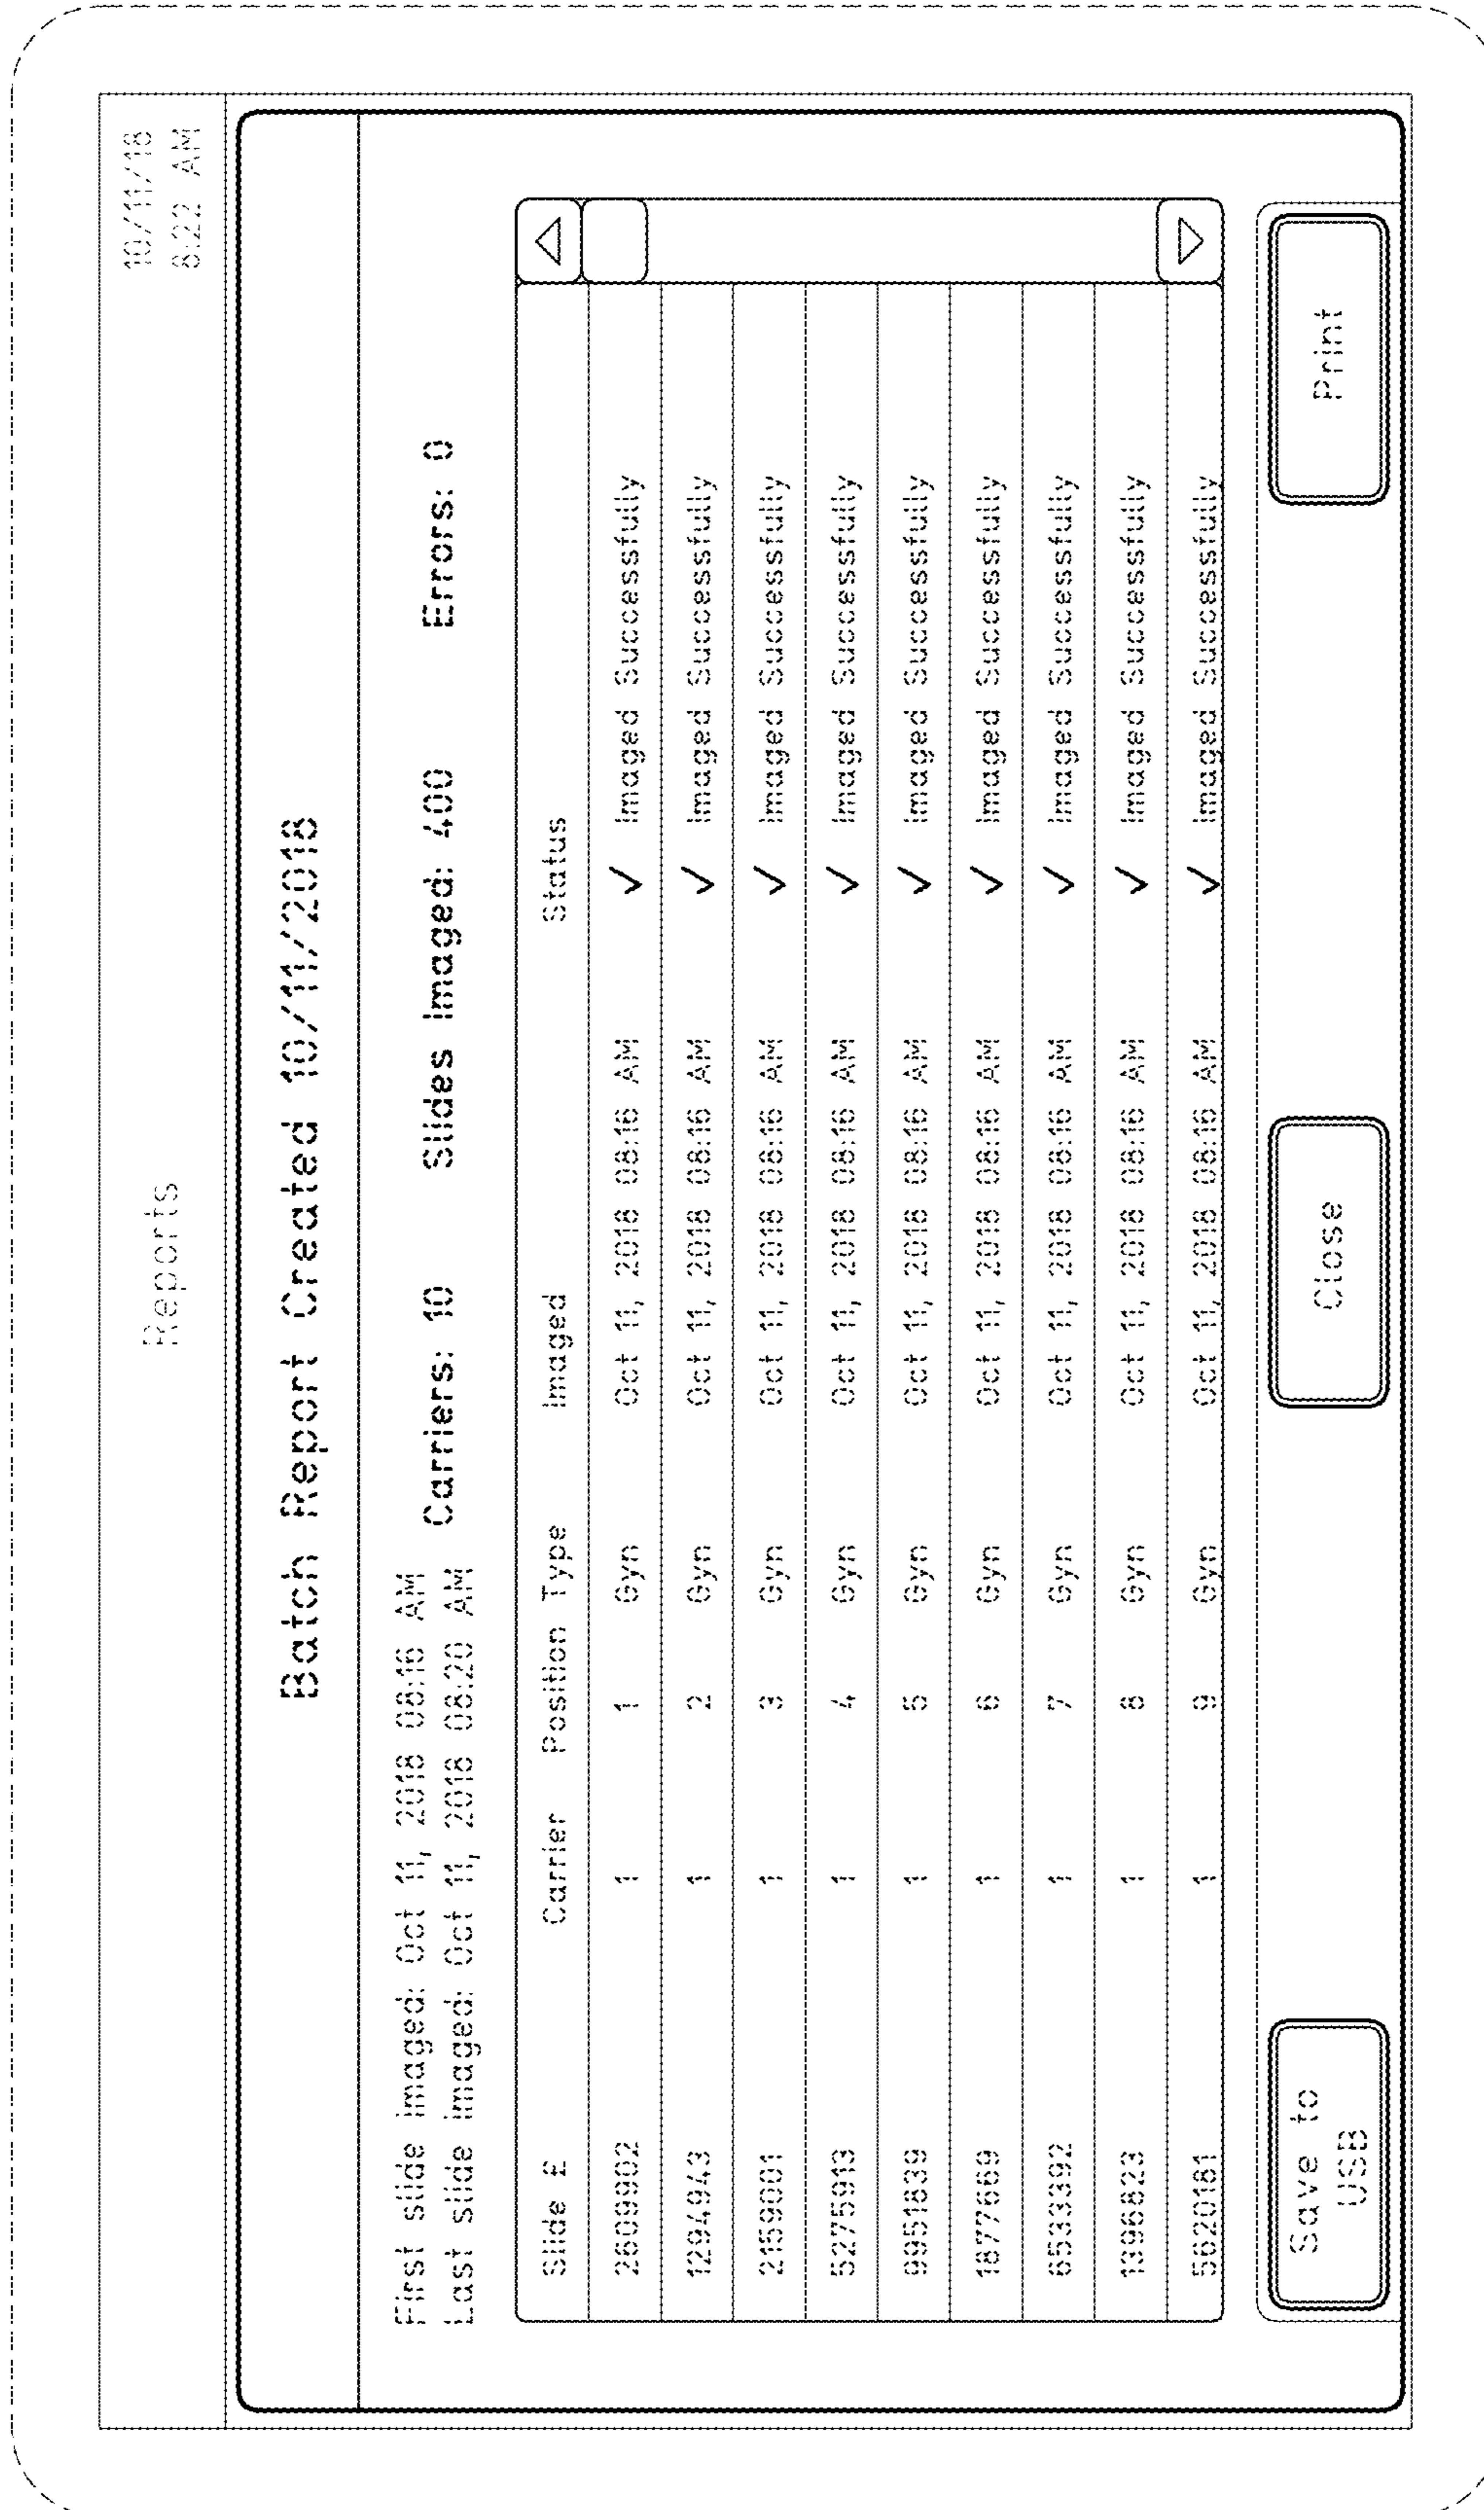 Reports
10/11/18
8:22 AM
Batch Report Created 10/11/2018
First slide imaged: Oct 11, 2018 08:16 AM
Last slide imaged: Oct 11, 2018 08:20 AM
Carriers: 10 Slides Imaged: 400 Errors: 0
Slide £ Carrier Position Type Imaged Status
2609902 1 1 Gyn Oct 11, 2018 08:16 AM ✓ Imaged Successfully
1294943 1 2 Gyn Oct 11, 2018 08:16 AM ✓ Imaged Successfully
2159001 1 3 Gyn Oct 11, 2018 08:16 AM ✓ Imaged Successfully
5275913 1 4 Gyn Oct 11, 2018 08:16 AM ✓ Imaged Successfully
9951839 1 5 Gyn Oct 11, 2018 08:16 AM ✓ Imaged Successfully
1877669 1 6 Gyn Oct 11, 2018 08:16 AM ✓ Imaged Successfully
6533392 1 7 Gyn Oct 11, 2018 08:16 AM ✓ Imaged Successfully
1396823 1 8 Gyn Oct 11, 2018 08:16 AM ✓ Imaged Successfully
5620181 1 9 Gyn Oct 11, 2018 08:16 AM ✓ Imaged Successfully
Save to
USB
Close
Print